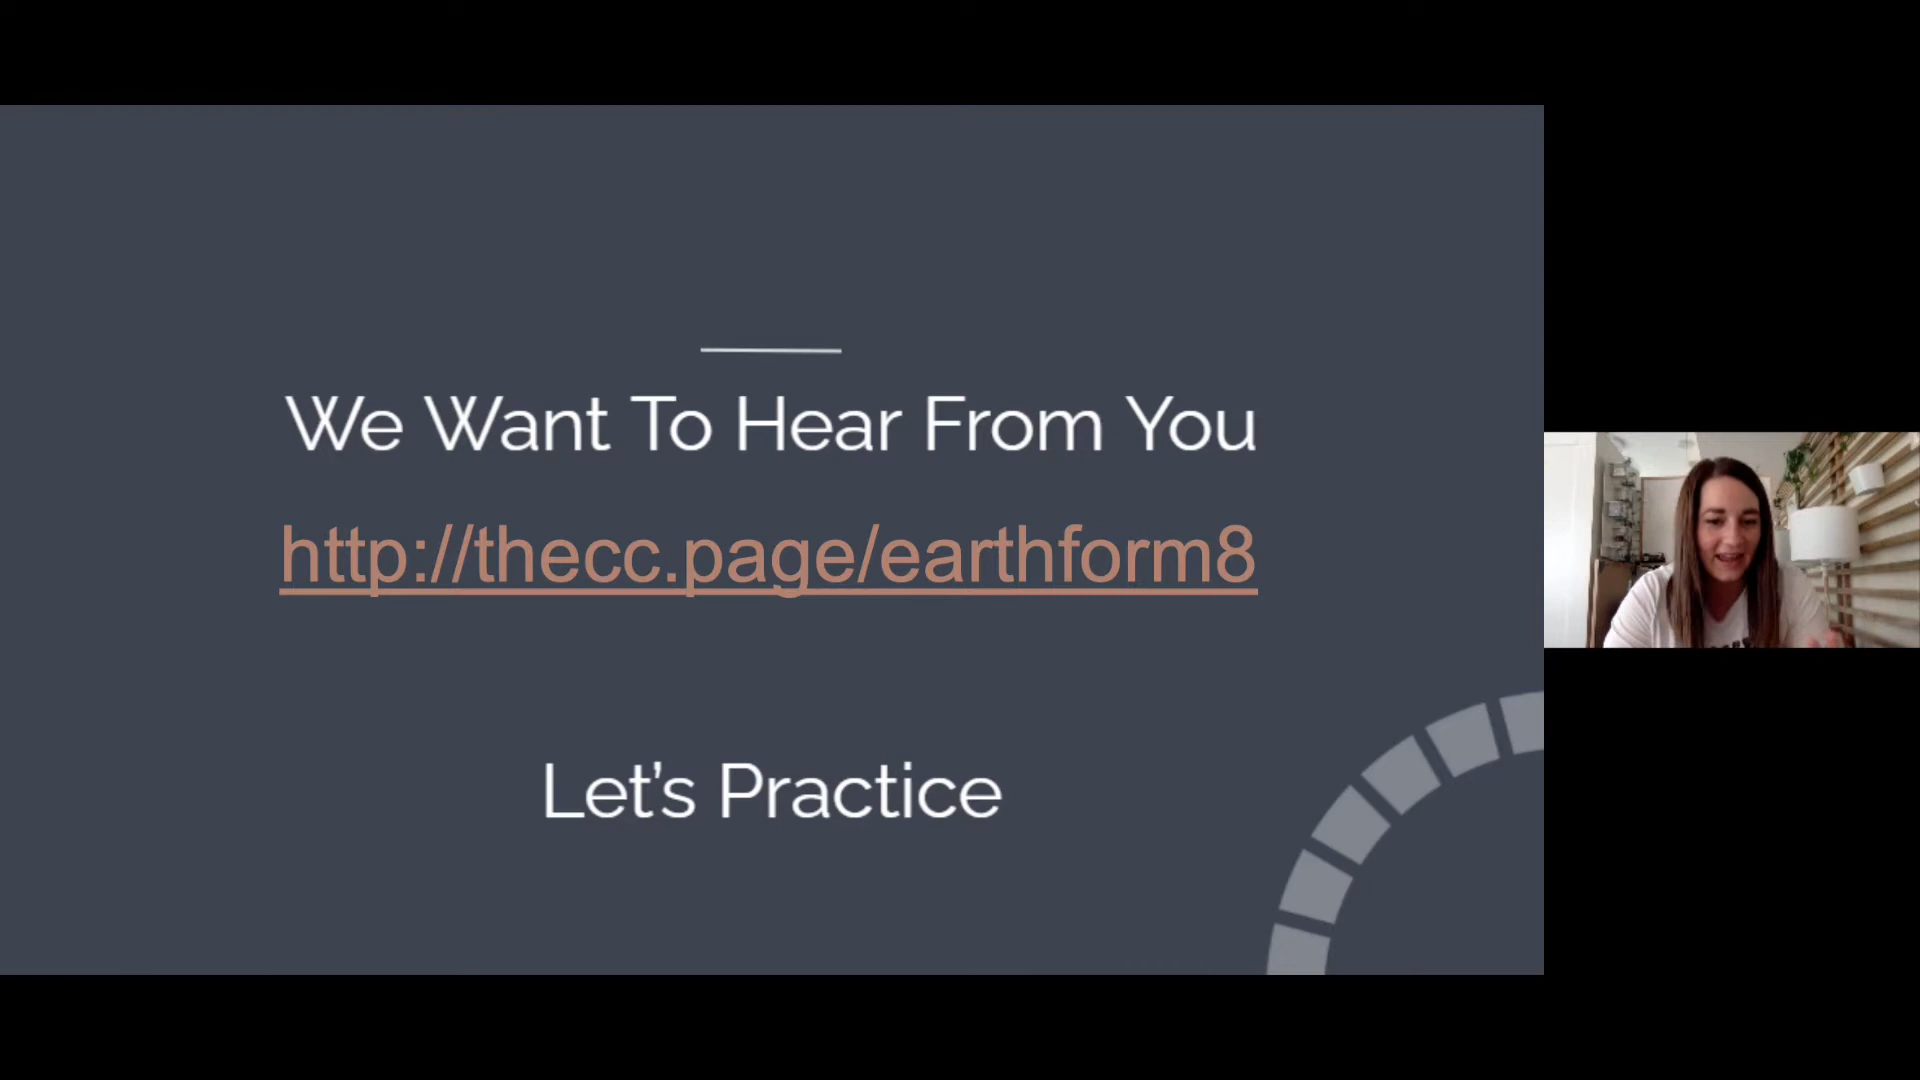 We Want To Hear From You
http://thecc.page/earthform8
Let's Practice